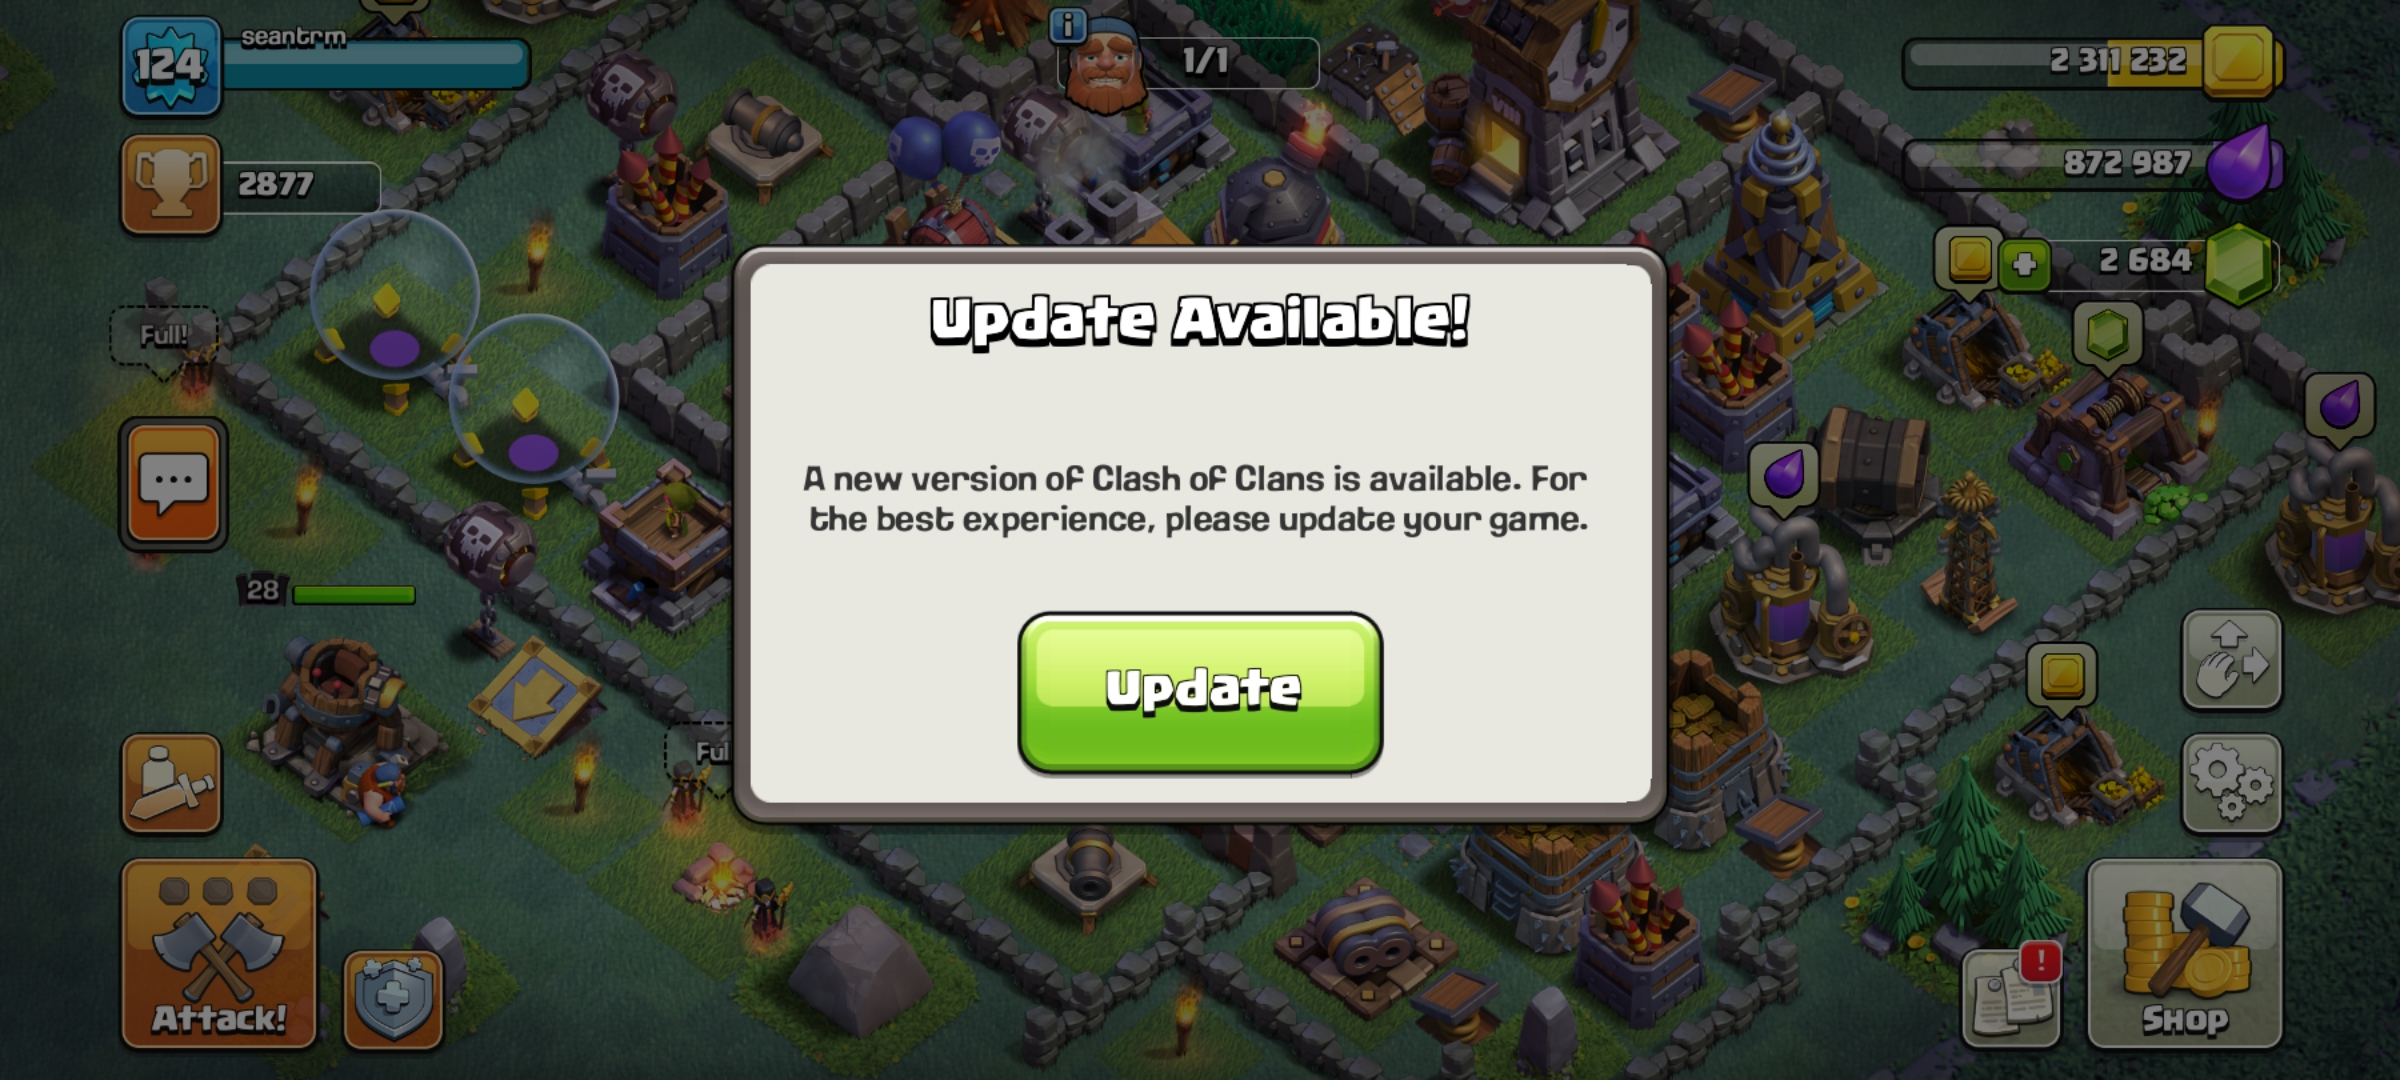 124
seantrm
1/1
2 311 232
2877
872 987
2 684
VIII
Full!
Update Available!
A new version of Clash of Clans is available. For
the best experience, please update your game.
28
Update
Ful
Attack!
!
Shop